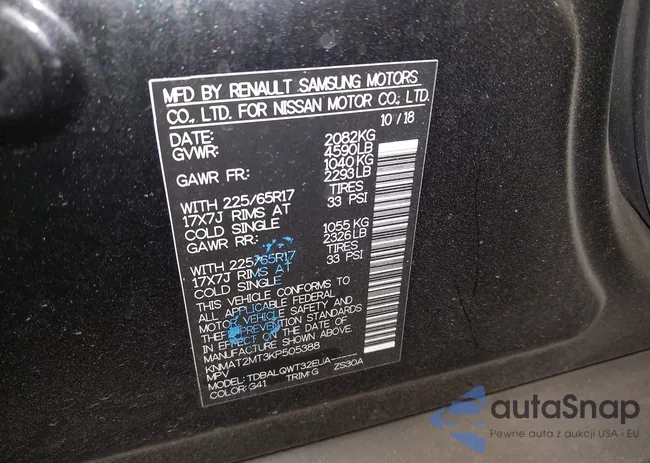 MFD BY RENAULT SAMSUNG MOTORS
CO., LTD. FOR NISSAN MOTOR CO., LTD.
DATE: 10 / 18
GVWR: 2082KG
4590LB
GAWR FR: 1040 KG
2293LB
WITH 225/65R17 TIRES
17X7J RIMS AT 33 PSI
COLD SINGLE
GAWR RR: 1055 KG
2326LB
WITH 225/65R17 TIRES
17X7J RIMS AT 33 PSI
COLD SINGLE
THIS VEHICLE CONFORMS TO
ALL APPLICABLE FEDERAL
MOTOR VEHICLE SAFETY AND
THEFT PREVENTION STANDARDS
IN EFFECT ON THE DATE OF
MANUFACTURE SHOWN ABOVE.
KNMAT2MT3KP505388
MPV
MODEL: TDBALQWT32EUA----- ZS30A
COLOR: G41 TRIM: G
autaSnap
Pewne auta z aukcji USA i EU